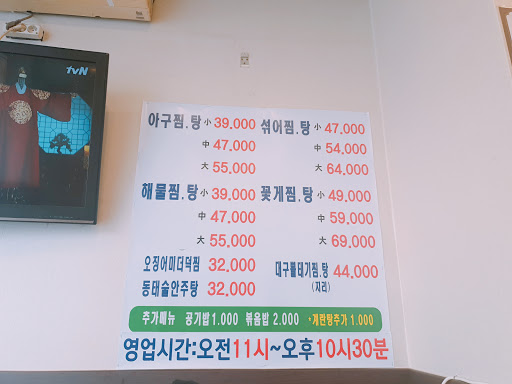 tvN
아구찜.탕 小 39.000 섞어찜.탕 小 47.000
中 47.000 中 54.000
大 55.000 大 64.000
해물찜.탕 小 39.000 꽃게찜.탕 小 49.000
中 47.000 中 59.000
大 55.000 大 69.000
오징어미더덕찜 32.000 대구뽈테기찜.탕 44.000
(지리)
동태술안주탕 32.000
추가메뉴 공기밥1.000 볶음밥 2.000 ·계란탕추가 1.000
영업시간:오전11시~오후10시30분